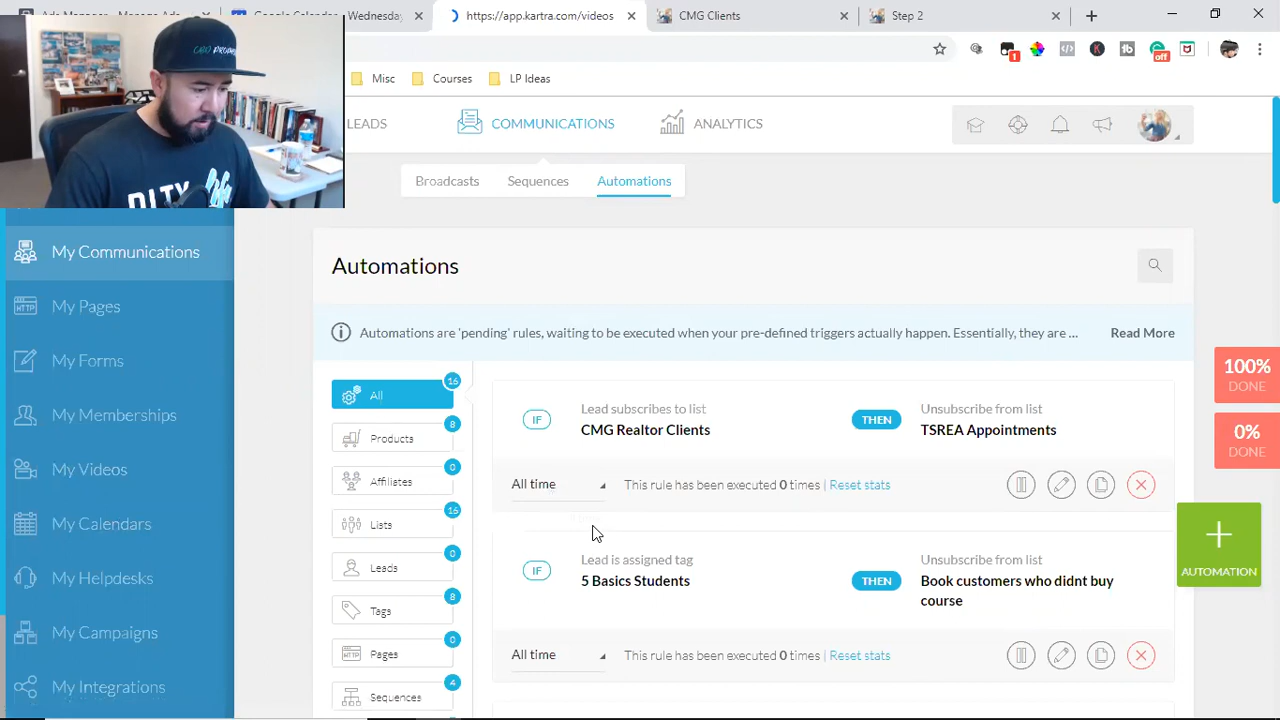 Google Calendar
Wednesday,
https://app.kartra.com/videos
CMG Clients
Step 2
Misc
Courses
LP Ideas
1
off
CARD
DLTX
LEADS
COMMUNICATIONS
ANALYTICS
Broadcasts
Sequences
Automations
My Communications
My Pages
My Forms
My Memberships
My Videos
My Calendars
My Helpdesks
My Campaigns
My Integrations
Automations
Automations are 'pending' rules, waiting to be executed when your pre-defined triggers actually happen. Essentially, they are ...
Read More
All
16
Products
8
Affiliates
0
Lists
16
Leads
0
Tags
8
Pages
0
Sequences
4
IF
Lead subscribes to list
CMG Realtor Clients
THEN
Unsubscribe from list
TSREA Appointments
All time
This rule has been executed 0 times | Reset stats
IF
Lead is assigned tag
5 Basics Students
THEN
Unsubscribe from list
Book customers who didnt buy
course
All time
This rule has been executed 0 times | Reset stats
100%
DONE
0%
DONE
AUTOMATION